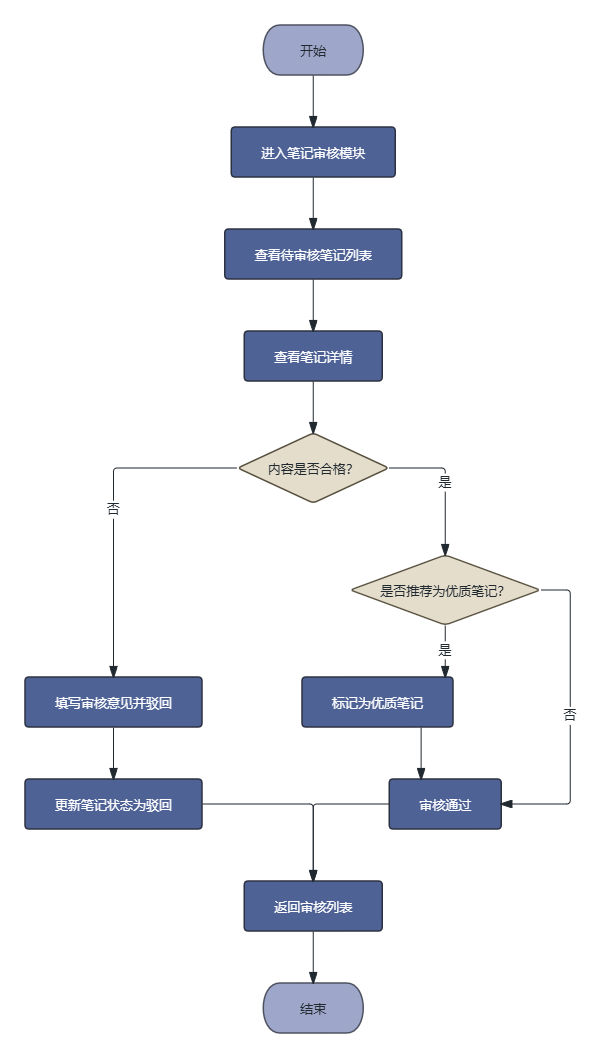 开始
进入笔记审核模块
查看待审核笔记列表
查看笔记详情
内容是否合格?
是
否
是否推荐为优质笔记?
是
否
填写审核意见并驳回
标记为优质笔记
更新笔记状态为驳回
审核通过
返回审核列表
结束